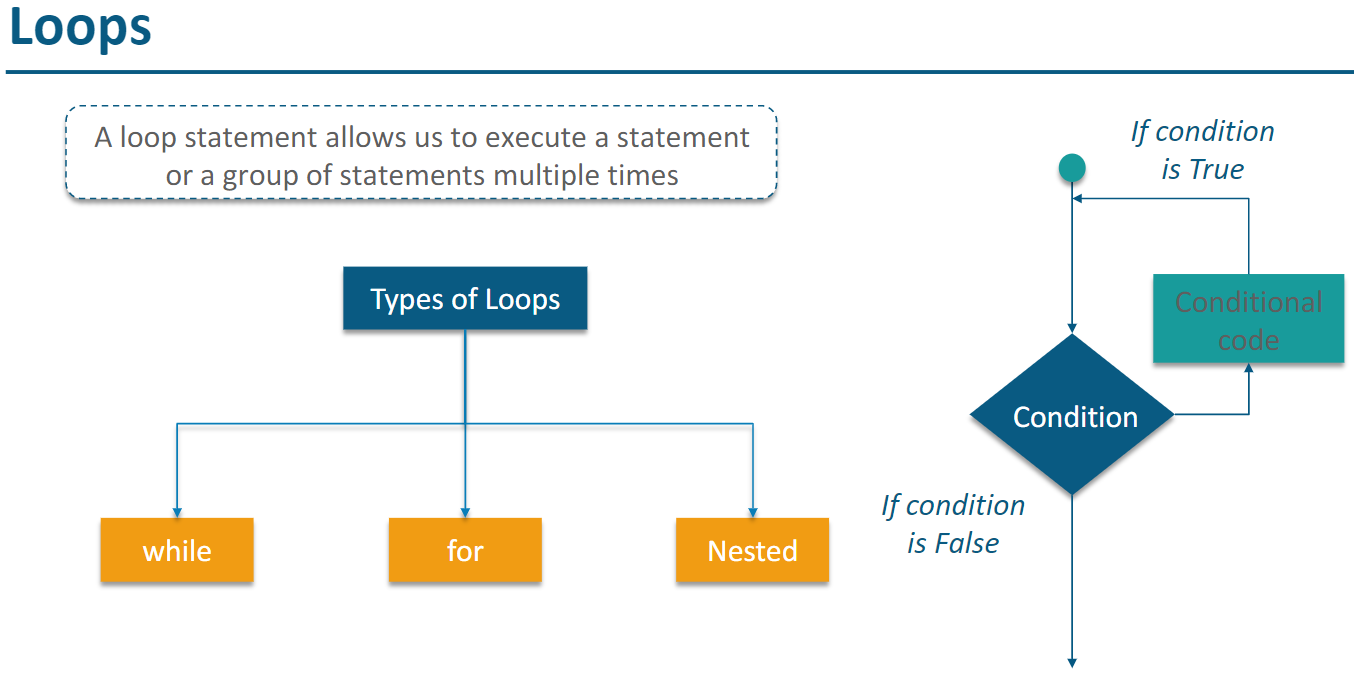 Loops
A loop statement allows us to execute a statement
or a group of statements multiple times
Types of Loops
while
for
Nested
If condition
is True
Conditional
code
Condition
If condition
is False